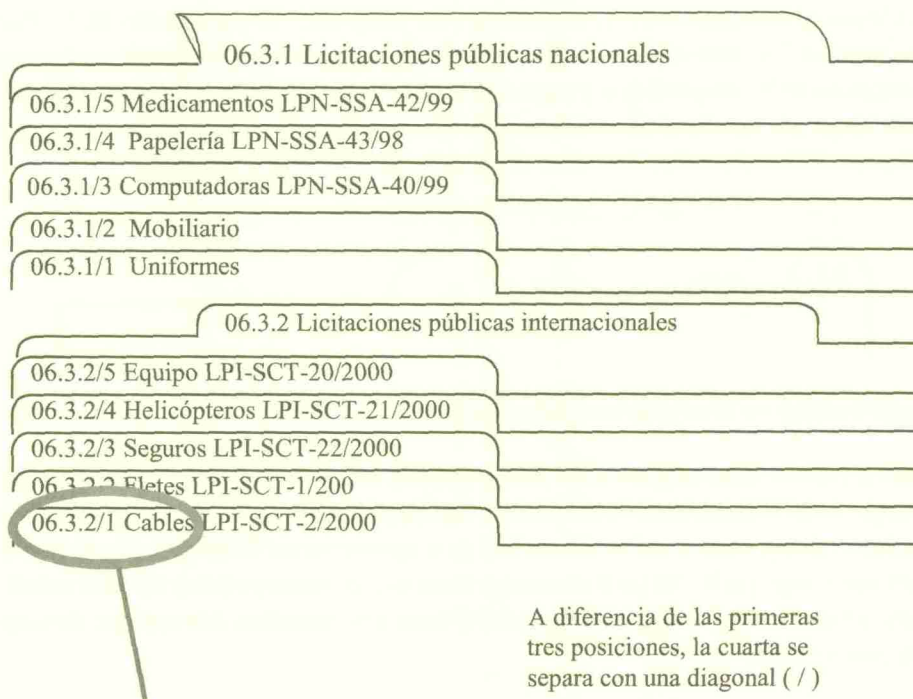 06.3.1 Licitaciones públicas nacionales
06.3.1/5 Medicamentos LPN-SSA-42/99
06.3.1/4 Papelería LPN-SSA-43/98
06.3.1/3 Computadoras LPN-SSA-40/99
06.3.1/2 Mobiliario
06.3.1/1 Uniformes
06.3.2 Licitaciones públicas internacionales
06.3.2/5 Equipo LPI-SCT-20/2000
06.3.2/4 Helicópteros LPI-SCT-21/2000
06.3.2/3 Seguros LPI-SCT-22/2000
06.3.2/2 Fletes LPI-SCT-1/200
06.3.2/1 Cables LPI-SCT-2/2000
A diferencia de las primeras
tres posiciones, la cuarta se
separa con una diagonal ( / )